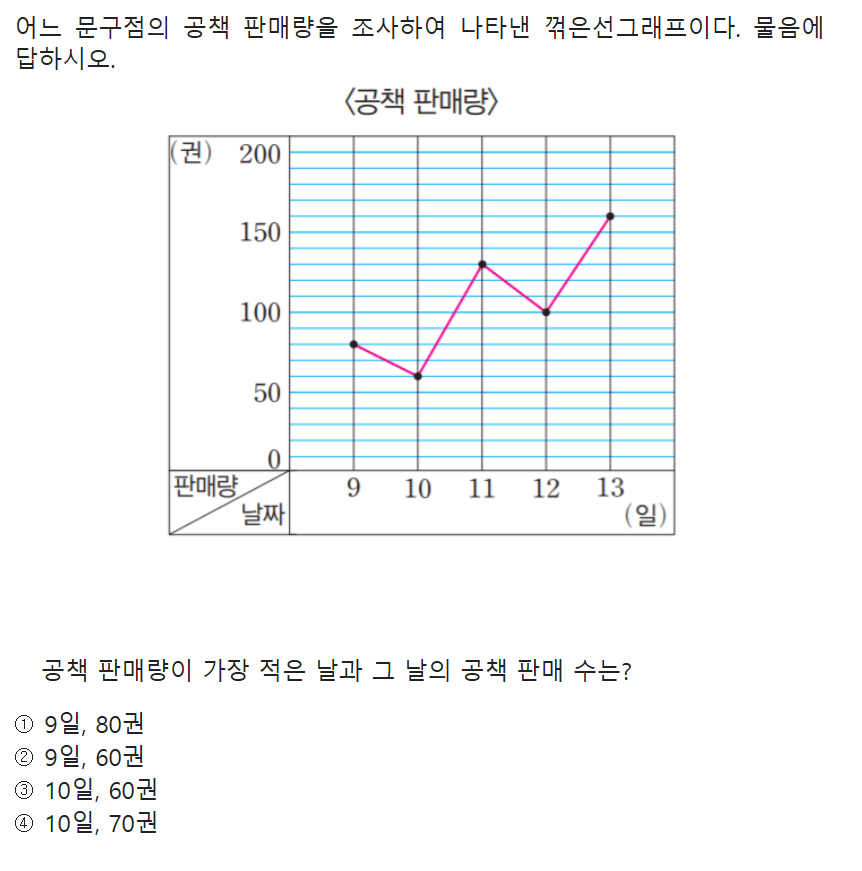 어느 문구점의 공책 판매량을 조사하여 나타낸 꺾은선그래프이다. 물음에
답하시오.
〈공책 판매량〉
(권) 200
150
100
50
0
판매량
날짜
9 10 11 12 13
(일)
공책 판매량이 가장 적은 날과 그 날의 공책 판매 수는?
① 9일, 80권
② 9일, 60권
③ 10일, 60권
④ 10일, 70권